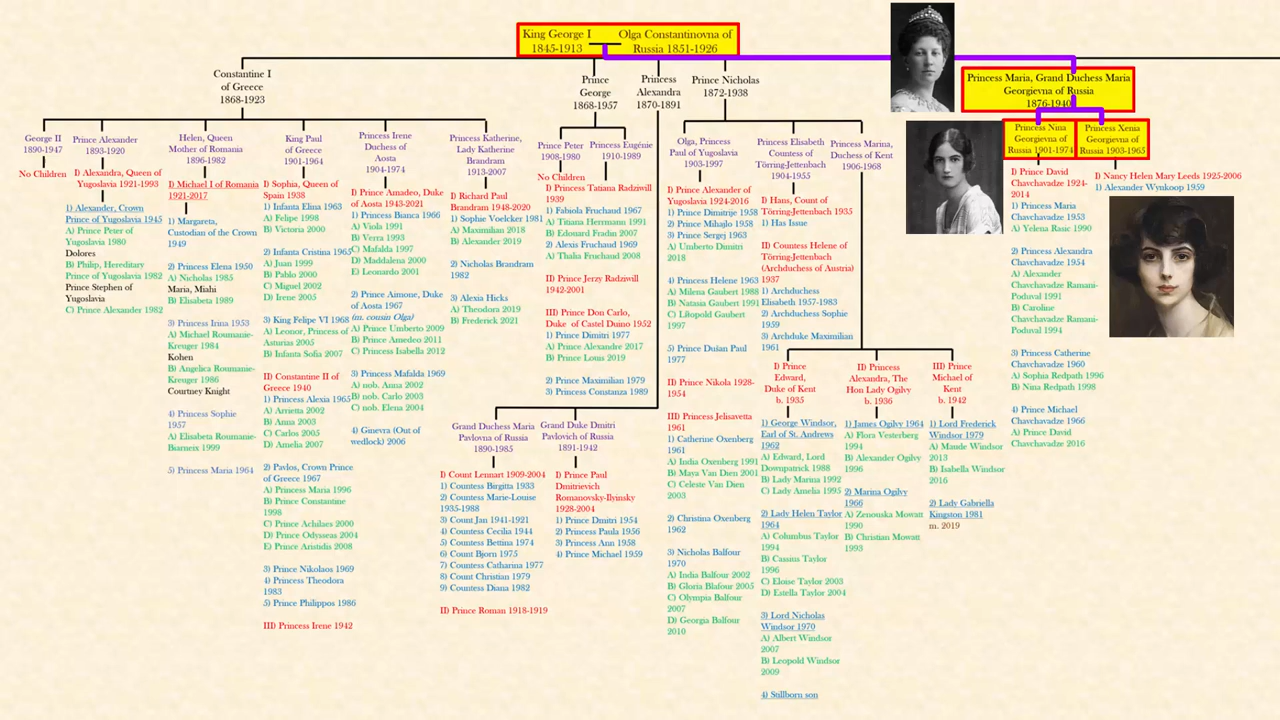 King George I
1845-1913
Olga Constantinovna of
Russia 1851-1926
Constantine I
of Greece
1868-1923
Prince
George
1868-1957
Princess
Alexandra
1870-1891
Prince Nicholas
1872-1938
Princess Maria, Grand Duchess Maria
Georgievna of Russia
1876-1940
George II
1890-1947
No Children
Prince Alexander
1893-1920
I) Alexandra, Queen of
Yugoslavia 1921-1993
1) Alexander, Crown
Prince of Yugoslavia 1945
A) Prince Peter of
Yugoslavia 1980
Dolores
B) Philip, Hereditary
Prince of Yugoslavia 1982
Prince Stephen of
Yugoslavia
C) Prince Alexander 1982
Helen, Queen
Mother of Romania
1896-1982
I) Michael I of Romania
1921-2017
1) Margareta,
Custodian of the Crown
1949
2) Princess Elena 1950
A) Nicholas 1985
Maria, Miahi
B) Elisabeta 1989
3) Princess Irina 1953
A) Michael Roumanie-
Kreuger 1984
Kohen
B) Angelica Roumanie-
Kreuger 1986
Courtney Knight
4) Princess Sophie
1957
A) Elisabeta Roumanie-
Biarneix 1999
5) Princess Maria 1964
King Paul
of Greece
1901-1964
I) Sophia, Queen of
Spain 1938
1) Infanta Elina 1963
A) Felipe 1998
B) Victoria 2000
2) Infanta Cristina 1965
A) Juan 1999
B) Pablo 2000
C) Miguel 2002
D) Irene 2005
3) King Felipe VI 1968
A) Leonor, Princess of
Asturias 2005
B) Infanta Sofia 2007
II) Constantine II of
Greece 1940
1) Princess Alexia 1965
A) Arrietta 2002
B) Anna 2003
C) Carlos 2005
D) Amelia 2007
2) Pavlos, Crown Prince
of Greece 1967
A) Princess Maria 1996
B) Prince Constantine
1998
C) Prince Achilaes 2000
D) Prince Odysseas 2004
E) Prince Aristidis 2008
3) Prince Nikolaos 1969
4) Princess Theodora
1983
5) Prince Philippos 1986
III) Princess Irene 1942
Princess Irene
Duchess of
Aosta
1904-1974
I) Prince Amadeo, Duke
of Aosta 1943-2021
1) Princess Bianca 1966
A) Viola 1991
B) Verra 1993
C) Mafalda 1997
D) Maddalena 2000
E) Leonardo 2001
2) Prince Aimone, Duke
of Aosta 1967
(m. cousin Olga)
A) Prince Umberto 2009
B) Prince Amedeo 2011
C) Princess Isabella 2012
3) Princess Mafalda 1969
A) nob. Anna 2002
B) nob. Carlo 2003
C) nob. Elena 2004
4) Ginevra (Out of
wedlock) 2006
Princess Katherine,
Lady Katherine
Brandram
1913-2007
I) Richard Paul
Brandram 1948-2020
1) Sophie Voelcker 1981
A) Maximilian 2018
B) Alexander 2019
2) Nicholas Brandram
1982
3) Alexia Hicks
A) Theodora 2019
B) Frederick 2021
Prince Peter
1908-1980
No Children
Princess Eugénie
1910-1989
I) Princess Tatiana Radziwill
1939
1) Fabiola Fruchaud 1967
A) Titiana Herrmann 1991
B) Edouard Fradin 2007
2) Alexis Fruchaud 1969
A) Thalia Fruchaud 2008
II) Prince Jerzy Radziwill
1942-2001
III) Prince Don Carlo,
Duke of Castel Duino 1952
1) Prince Dimitri 1977
A) Prince Alexandre 2017
B) Prince Louis 2019
2) Prince Maximilian 1979
3) Princess Constanza 1989
Grand Duchess Maria
Pavlovna of Russia
1890-1985
I) Count Lennart 1909-2004
1) Countess Birgitta 1933
2) Countess Marie-Louise
1935-1988
3) Count Jan 1941-1921
4) Countess Cecilia 1944
5) Countess Bettina 1974
6) Count Bjorn 1975
7) Countess Catharina 1977
8) Count Christian 1979
9) Countess Diana 1982
II) Prince Roman 1918-1919
Grand Duke Dmitri
Pavlovich of Russia
1891-1942
I) Prince Paul
Dmitrievich
Romanovsky-Ilyinsky
1928-2004
1) Prince Dmitri 1954
2) Princess Paula 1956
3) Princess Ann 1958
4) Prince Michael 1959
Olga, Princess
Paul of Yugoslavia
1903-1997
I) Prince Alexander of
Yugoslavia 1924-2016
1) Prince Dimitrije 1958
2) Prince Mihajlo 1958
3) Prince Sergej 1963
A) Umberto Dimitri
2018
4) Princess Helene 1963
A) Milena Gaubert 1988
B) Natasia Gaubert 1991
C) Léopold Gaubert
1997
5) Prince Dušan Paul
1977
II) Prince Nikola 1928-
1954
III) Princess Jelisavetta
1961
1) Catherine Oxenberg
1961
A) India Oxenberg 1991
B) Maya Van Dien 2001
C) Celeste Van Dien
2003
2) Christina Oxenberg
1962
3) Nicholas Balfour
1970
A) India Balfour 2002
B) Gloria Blafour 2005
C) Olympia Balfour
2007
D) Georgia Balfour
2010
Princess Elisabeth
Countess of
Törring-Jettenbach
1904-1955
I) Hans, Count of
Törring-Jettenbach 1935
1) Has Issue
II) Countess Helene of
Törring-Jettenbach
(Archduchess of Austria)
1937
1) Archduchess
Elisabeth 1957-1983
2) Archduchess Sophie
1959
3) Archduke Maximilian
1961
Princess Marina,
Duchess of Kent
1906-1968
I) Prince
Edward,
Duke of Kent
b. 1935
1) George Windsor,
Earl of St. Andrews
1962
A) Edward, Lord
Downpatrick 1988
B) Lady Marina 1992
C) Lady Amelia 1995
2) Lady Helen Taylor
1964
A) Columbus Taylor
1994
B) Cassius Taylor
1996
C) Eloise Taylor 2003
D) Estella Taylor 2004
3) Lord Nicholas
Windsor 1970
A) Albert Windsor
2007
B) Leopold Windsor
2009
4) Stillborn son
II) Princess
Alexandra, The
Hon Lady Ogilvy
b. 1936
1) James Ogilvy 1964
A) Flora Vesterberg
1994
B) Alexander Ogilvy
1996
2) Marina Ogilvy
1966
A) Zenouska Mowatt
1990
B) Christian Mowatt
1993
III) Prince
Michael of
Kent
b. 1942
1) Lord Frederick
Windsor 1979
A) Maude Windsor
2013
B) Isabella Windsor
2016
2) Lady Gabriella
Kingston 1981
m. 2019
Princess Nina
Georgievna of
Russia 1901-1974
I) Prince David
Chavchavadze 1924-
2014
1) Princess Maria
Chavchavadze 1953
A) Yelena Rasic 1990
2) Princess Alexandra
Chavchavadze 1954
A) Alexander
Chavchavadze Ramani-
Poduval 1991
B) Caroline
Chavchavadze Ramani-
Poduval 1994
3) Princess Catherine
Chavchavadze 1960
A) Sophia Redpath 1996
B) Nina Redpath 1998
4) Prince Michael
Chavchavadze 1966
A) Prince David
Chavchavadze 2016
Princess Xenia
Georgievna of
Russia 1903-1965
I) Nancy Helen Mary Leeds 1925-2006
1) Alexander Wynkoop 1959